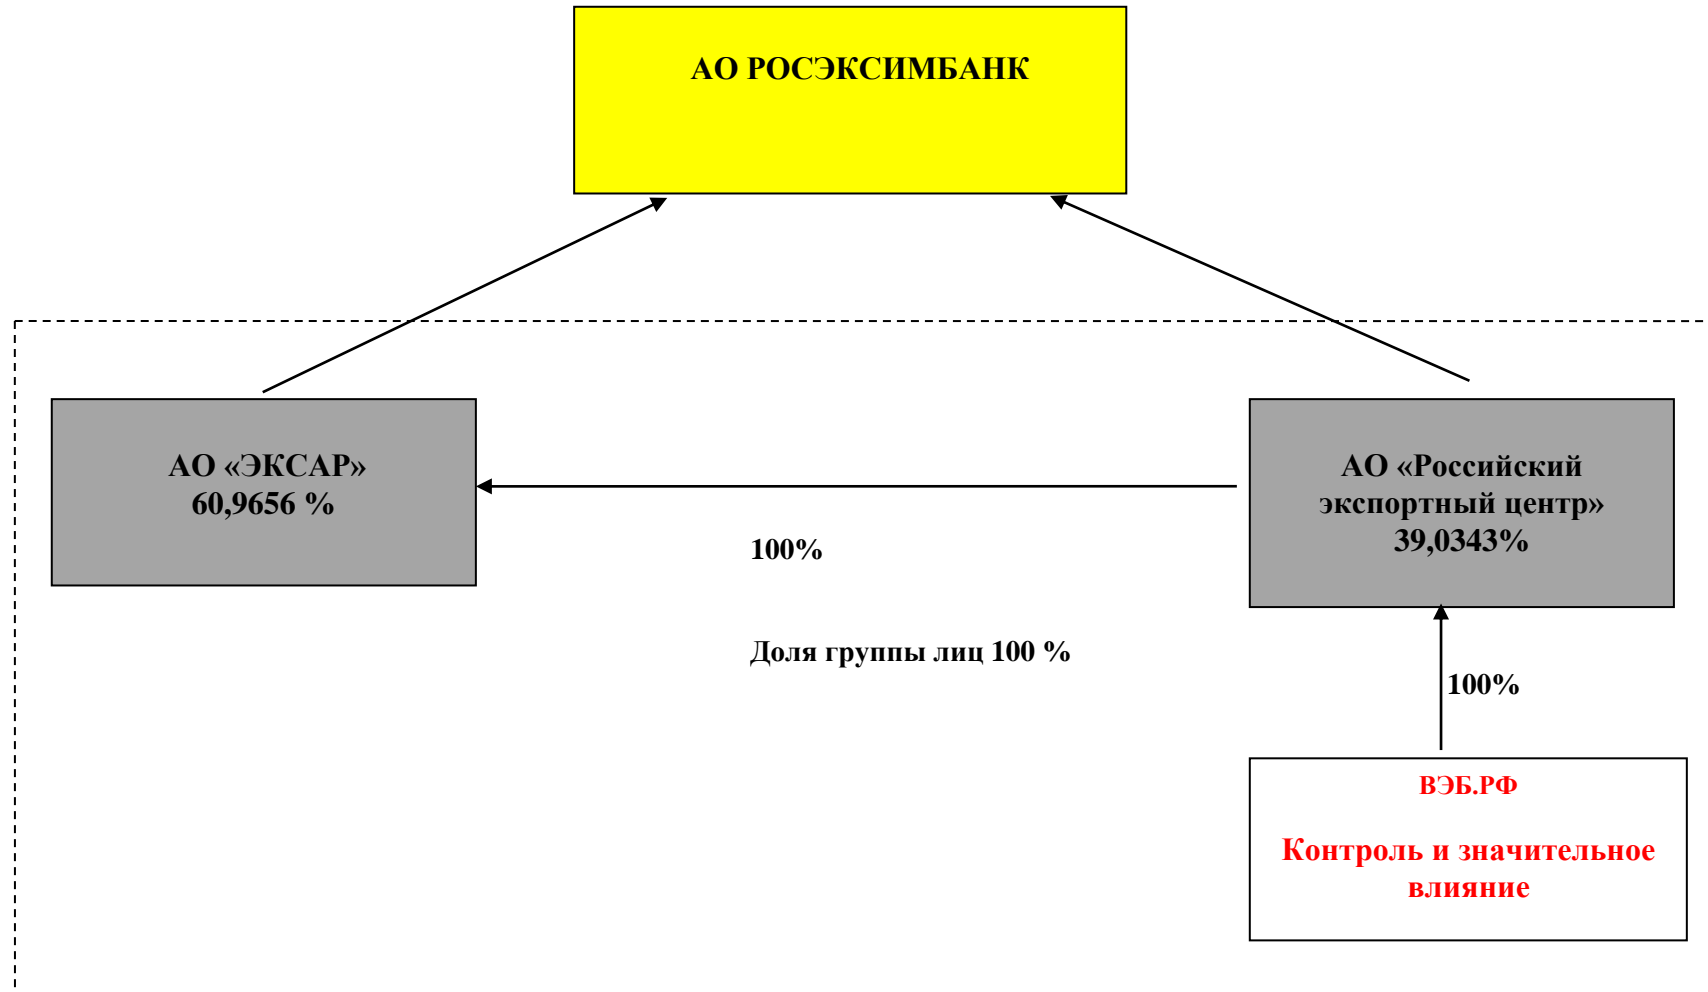 АО РОСЭКСИМБАНК
АО «ЭКСАР»
60,9656 %
АО «Российский
экспортный центр»
39,0343%
100%
Доля группы лиц 100 %
100%
ВЭБ.РФ
Контроль и значительное
влияние